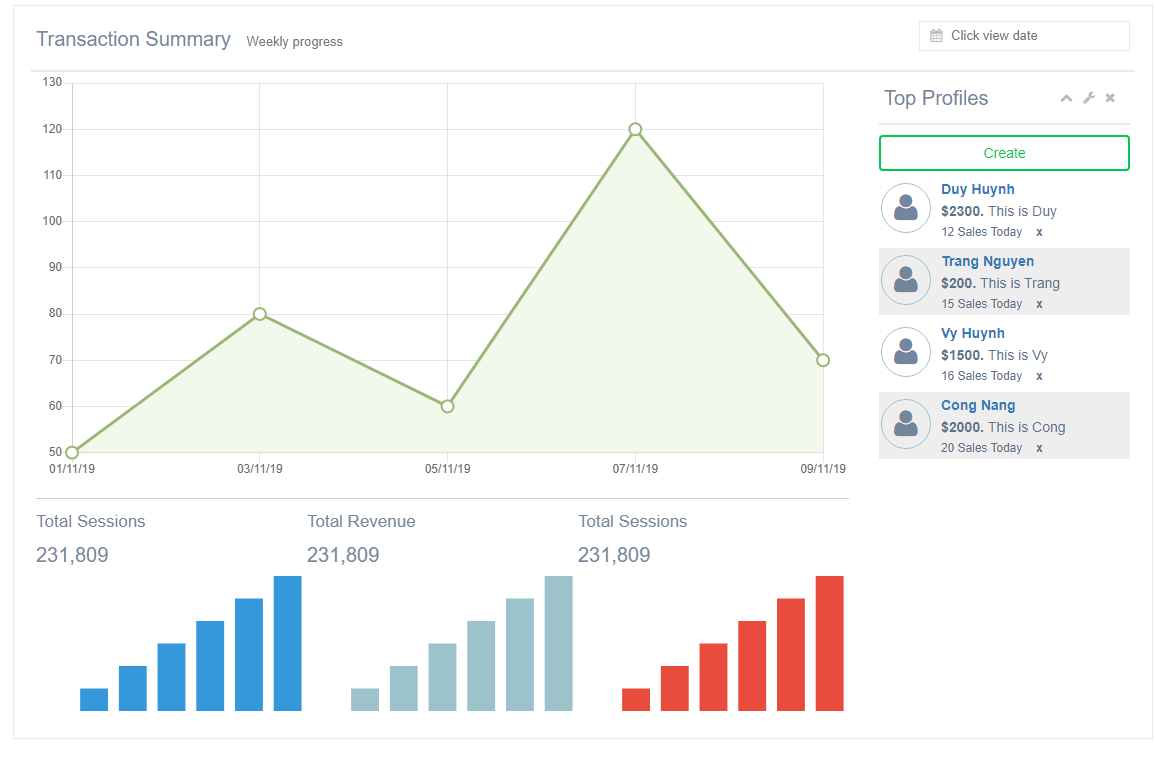 Transaction Summary Weekly progress
Click view date
130
120
110
100
90
80
70
60
50
01/11/19 03/11/19 05/11/19 07/11/19 09/11/19
Top Profiles
Create
Duy Huynh
$2300. This is Duy
12 Sales Today x
Trang Nguyen
$200. This is Trang
15 Sales Today x
Vy Huynh
$1500. This is Vy
16 Sales Today x
Cong Nang
$2000. This is Cong
20 Sales Today x
Total Sessions
231,809
Total Revenue
231,809
Total Sessions
231,809